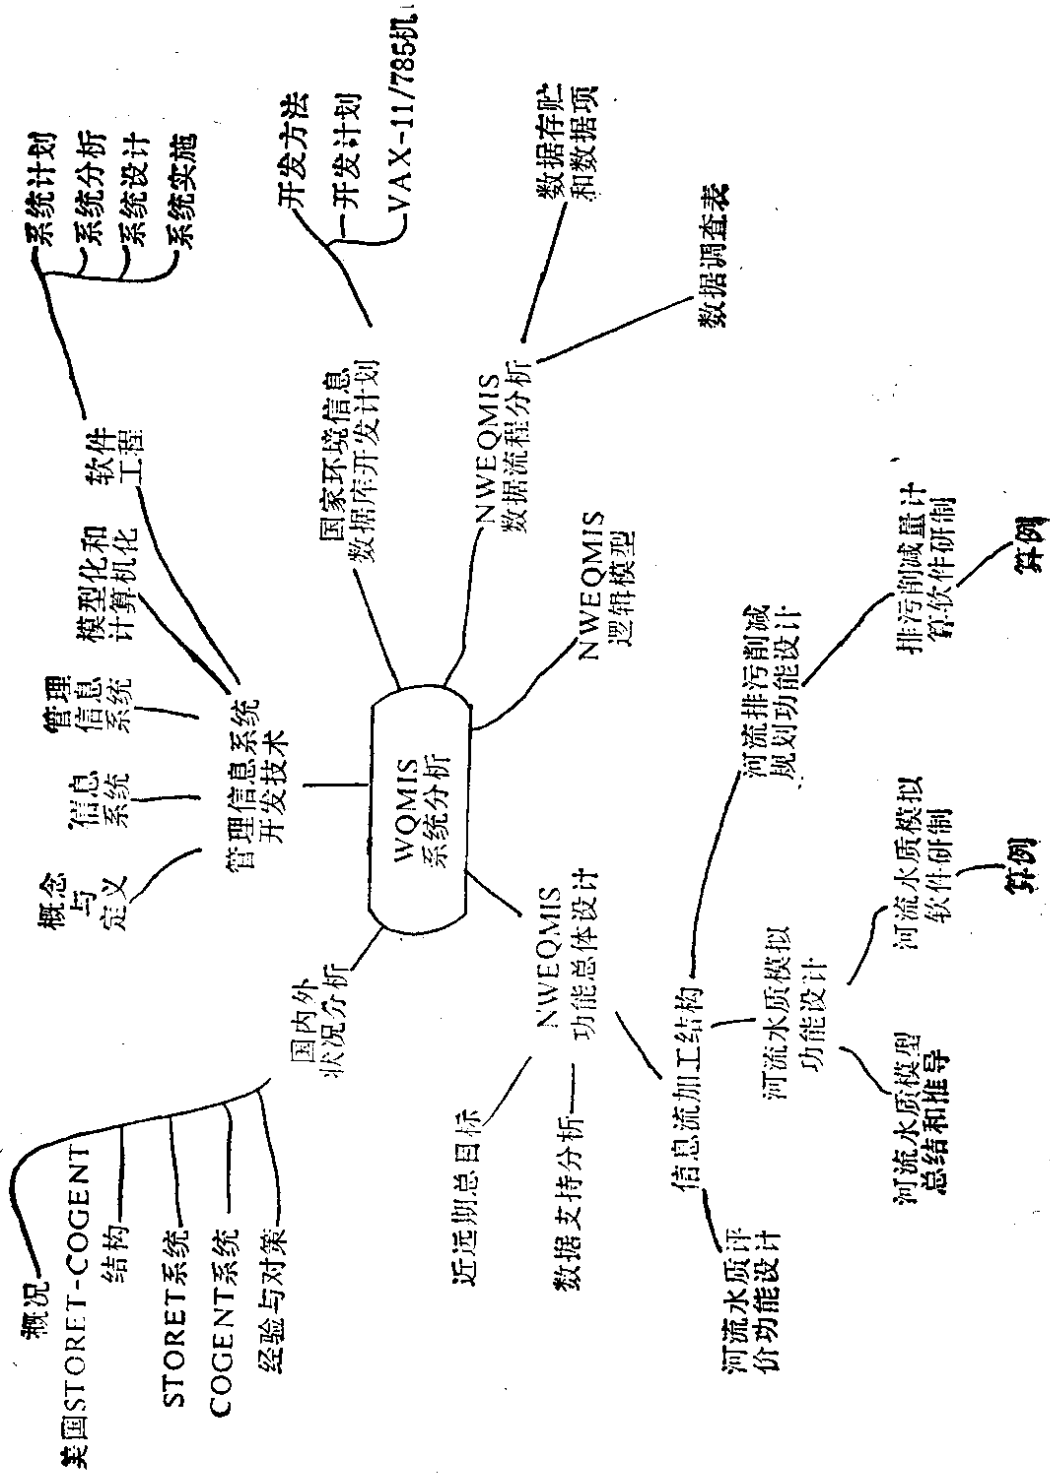 概况
美国STORET-COGENT
结构
STORET系统
COGENT系统
经验与对策
国内外
状况分析
概念
与
定义
信息
系统
管理
信息
系统
模型化和
计算机化
软件
工程
系统计划
系统分析
系统设计
系统实施
管理信息系统
开发技术
WQMIS
系统分析
国家环境信息
数据库开发计划
开发方法
开发计划
VAX-11/785机
NWEQMIS
数据流程分析
数据存贮
和数据项
数据调查表
NWEQMIS
逻辑模型
NWEQMIS
功能总体设计
近远期总目标
数据支持分析
信息流加工结构
河流水质评
价功能设计
河流水质模拟
功能设计
河流水质模型
总结和推导
河流水质模拟
软件研制
算例
河流排污削减
规划功能设计
排污削减量计
算软件研制
算例